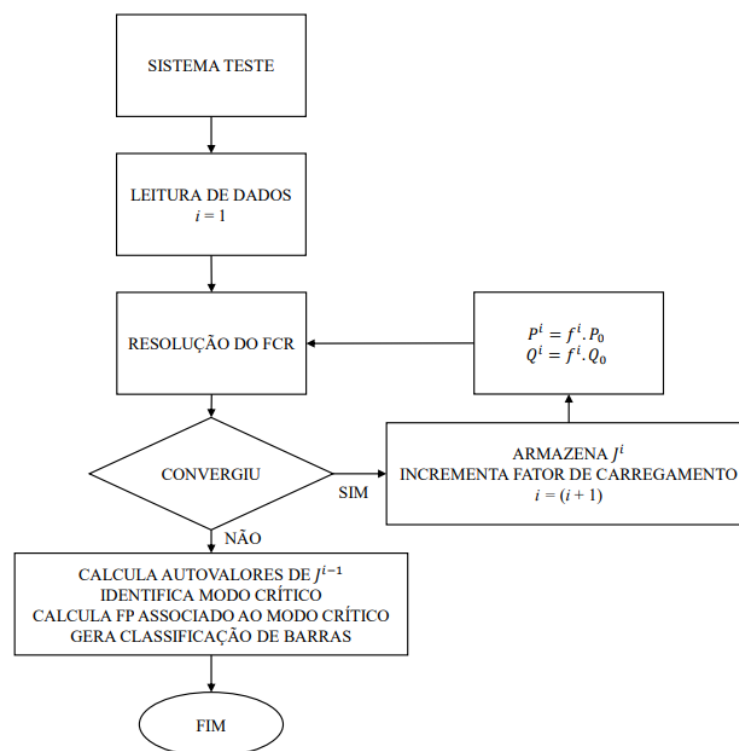 SISTEMA TESTE
LEITURA DE DADOS
i = 1
RESOLUÇÃO DO FCR
P^i = f^i.P_0
Q^i = f^i.Q_0
CONVERGIU
SIM
ARMAZENA J^i
INCREMENTA FATOR DE CARREGAMENTO
i = (i + 1)
NÃO
CALCULA AUTOVALORES DE J^{i-1}
IDENTIFICA MODO CRÍTICO
CALCULA FP ASSOCIADO AO MODO CRÍTICO
GERA CLASSIFICAÇÃO DE BARRAS
FIM